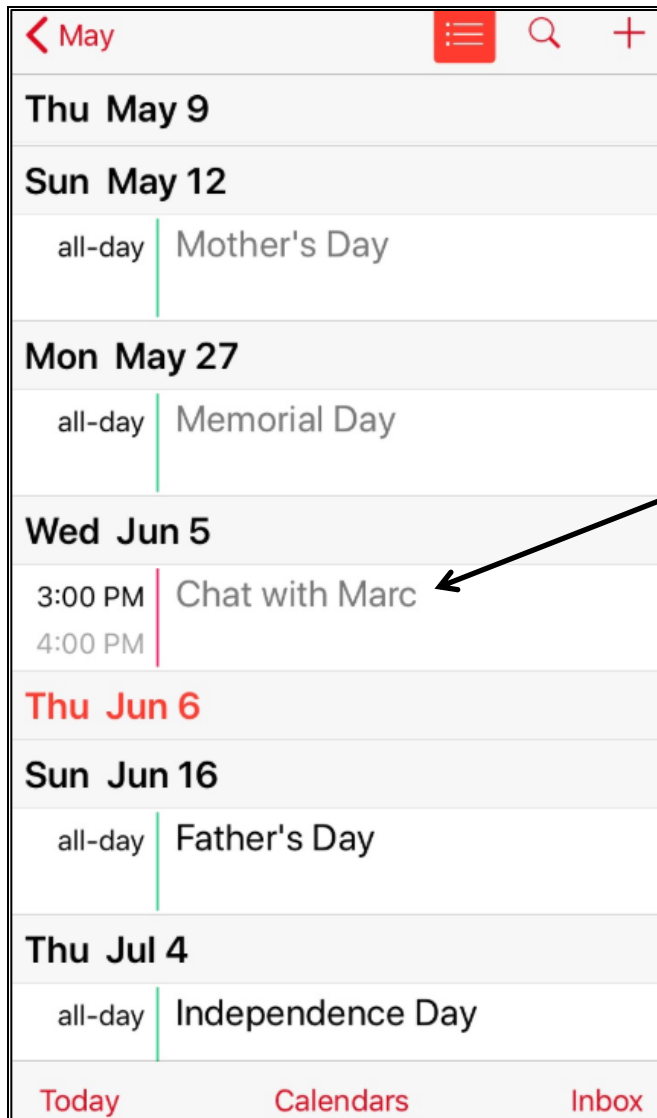 May
Thu May 9
Sun May 12
all-day Mother's Day
Mon May 27
all-day Memorial Day
Wed Jun 5
3:00 PM Chat with Marc
4:00 PM
Thu Jun 6
Sun Jun 16
all-day Father's Day
Thu Jul 4
all-day Independence Day
Today Calendars Inbox